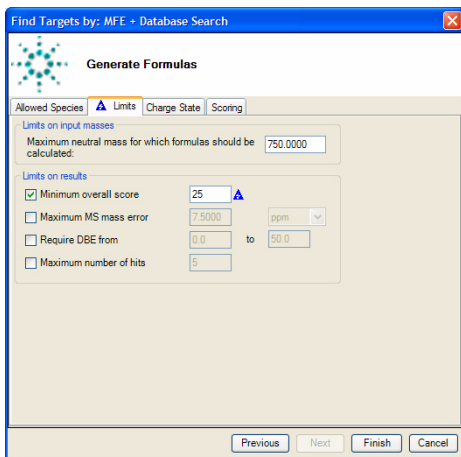 Find Targets by: MFE + Database Search
Generate Formulas
Allowed Species Limits Charge State Scoring
Limits on input masses
Maximum neutral mass for which formulas should be
calculated:
750.0000
Limits on results
Minimum overall score 25
Maximum MS mass error 7.5000 ppm
Require DBE from 0.0 to 50.0
Maximum number of hits 5
Previous Next Finish Cancel